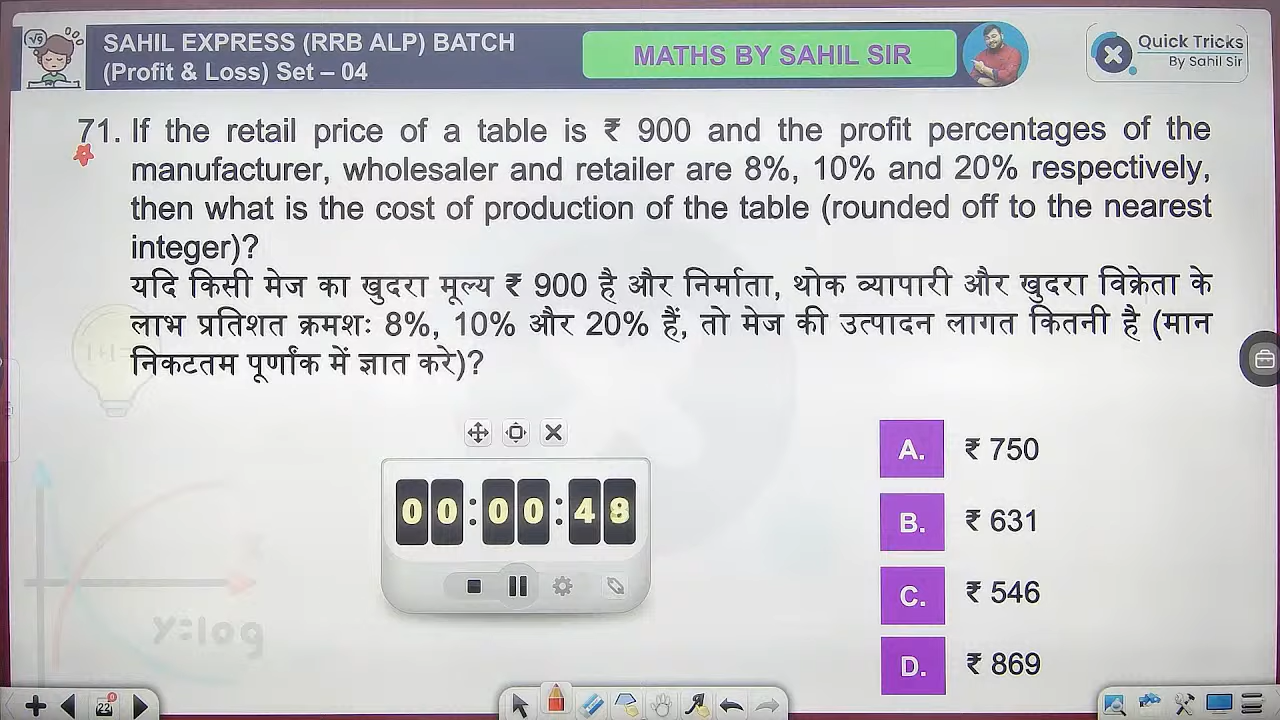 SAHIL EXPRESS (RRB ALP) BATCH
(Profit & Loss) Set – 04
MATHS BY SAHIL SIR
Quick Tricks
By Sahil Sir
71. If the retail price of a table is ₹ 900 and the profit percentages of the
manufacturer, wholesaler and retailer are 8%, 10% and 20% respectively,
then what is the cost of production of the table (rounded off to the nearest
integer)?
यदि किसी मेज का खुदरा मूल्य ₹ 900 है और निर्माता, थोक व्यापारी और खुदरा विक्रेता के
लाभ प्रतिशत क्रमशः 8%, 10% और 20% हैं, तो मेज की उत्पादन लागत कितनी है (मान
निकटतम पूर्णांक में ज्ञात करे)?
00:00:48
A. ₹ 750
B. ₹ 631
C. ₹ 546
D. ₹ 869
y=log
22